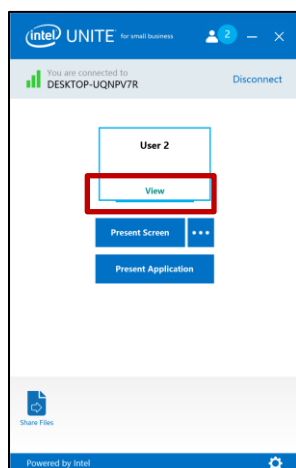 intel UNITE for small business 2
You are connected to
DESKTOP-UQNPV7R
Disconnect
User 2
View
Present Screen
Present Application
Share Files
Powered by Intel